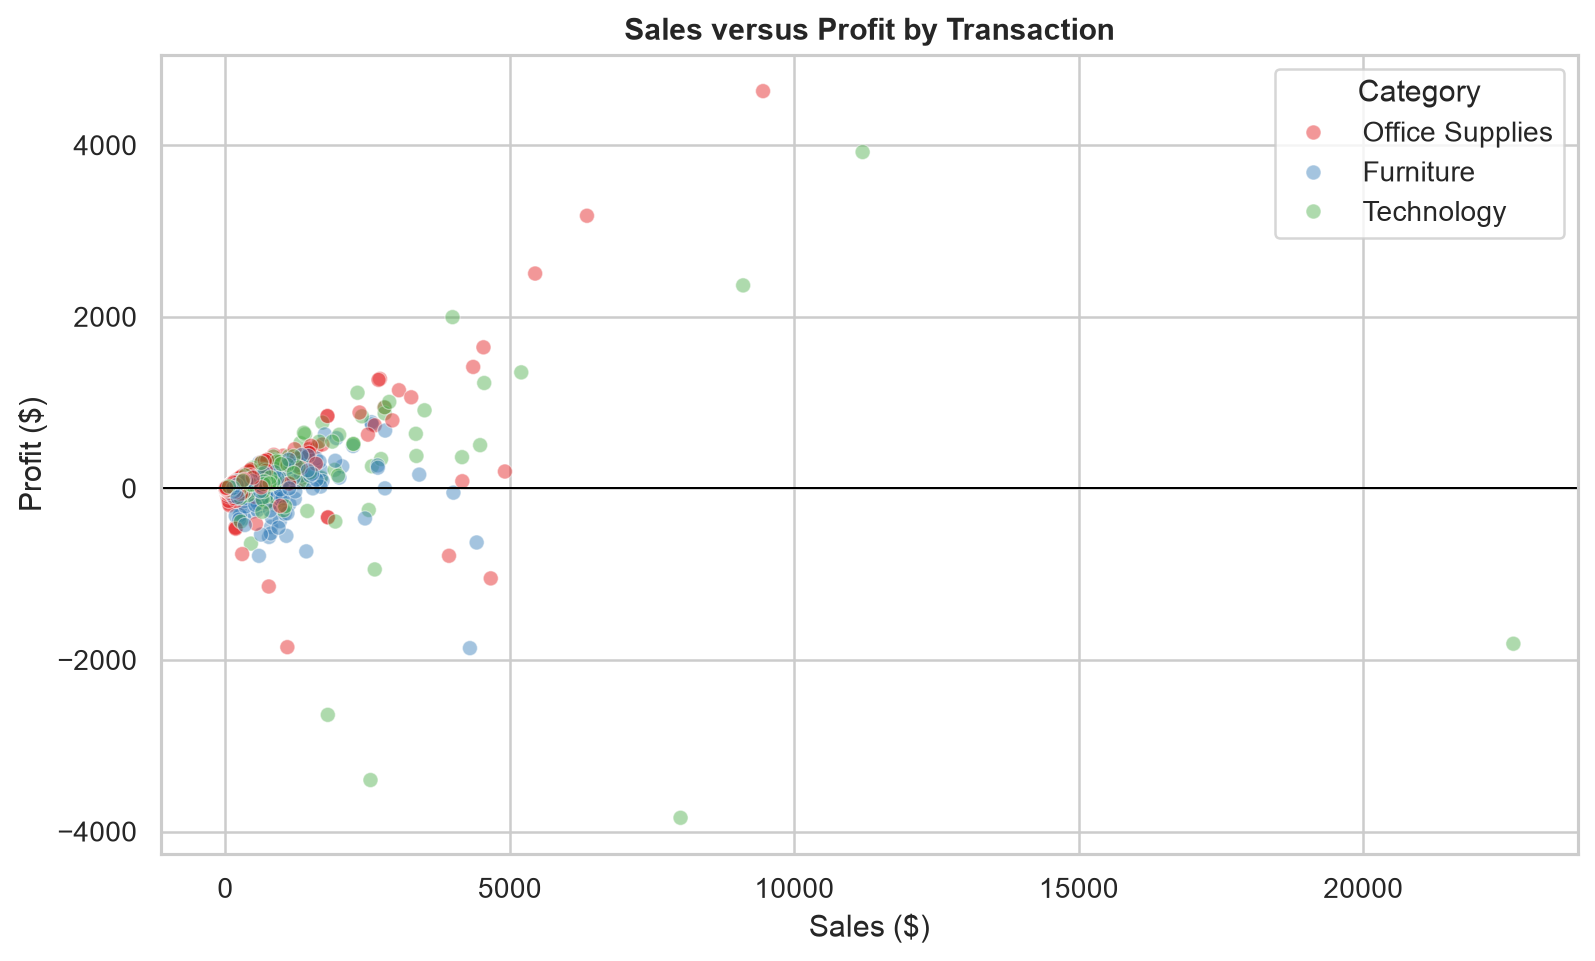 Sales versus Profit by Transaction
Category
Office Supplies
Furniture
Technology
Profit ($)
4000
2000
0
−2000
−4000
0
5000
10000
15000
20000
Sales ($)